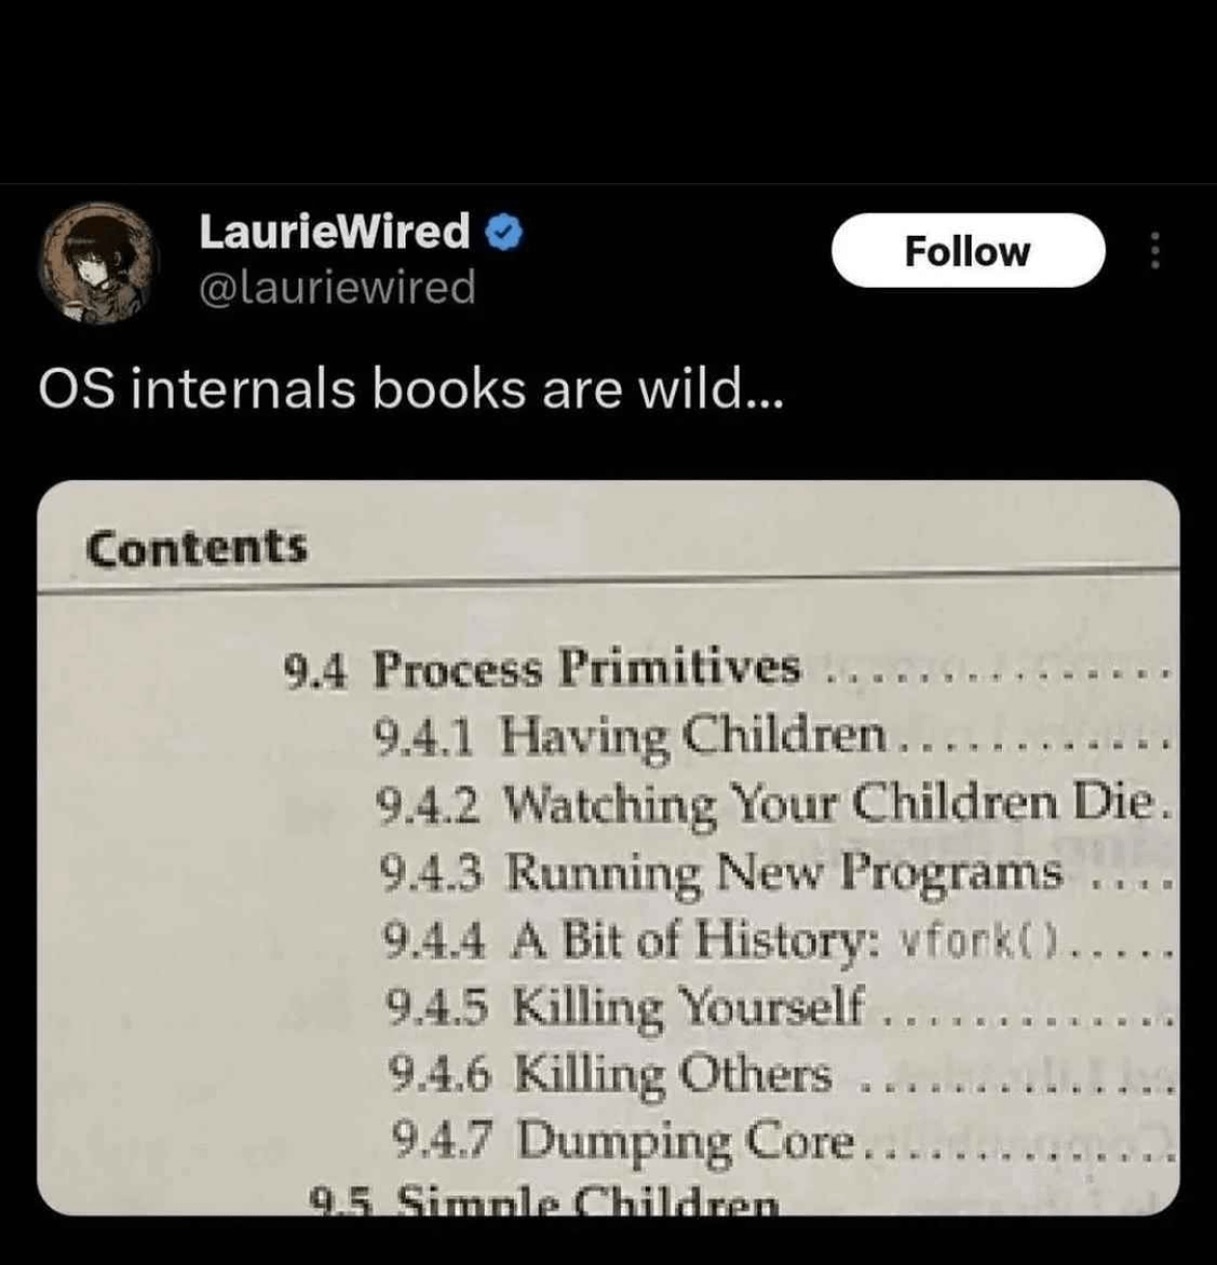 LaurieWired
@lauriewired
Follow
OS internals books are wild...
Contents
9.4 Process Primitives ...............
9.4.1 Having Children............
9.4.2 Watching Your Children Die.
9.4.3 Running New Programs ....
9.4.4 A Bit of History: vfork().....
9.4.5 Killing Yourself .............
9.4.6 Killing Others ..............
9.4.7 Dumping Core..............
9.5 Simple Children